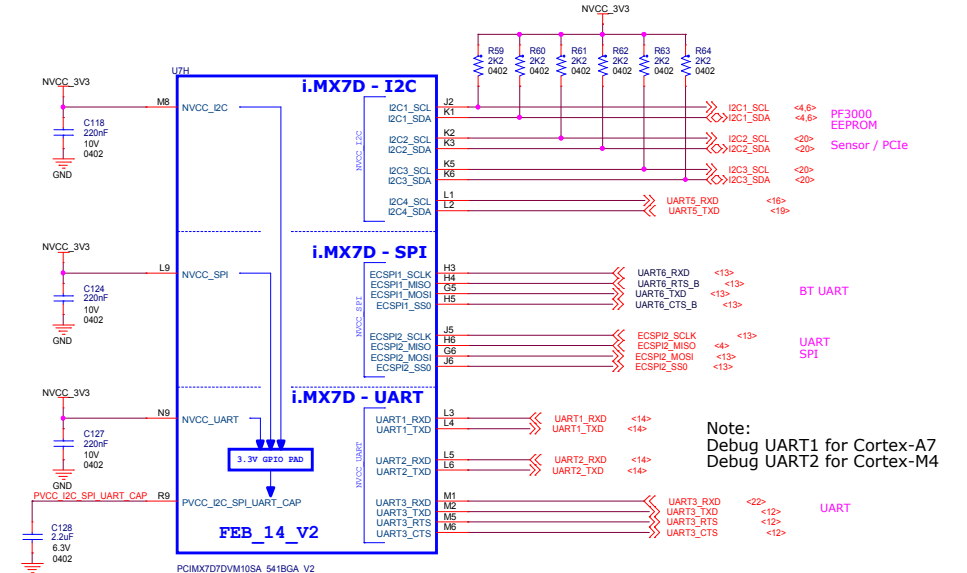 NVCC_3V3
R59
2K2
0402
R60
2K2
0402
R61
2K2
0402
R62
2K2
0402
R63
2K2
0402
R64
2K2
0402
U7H
NVCC_3V3
C118
220nF
10V
0402
GND
M8
NVCC_I2C
i.MX7D - I2C
NVCC I2C
I2C1_SCL
J2
I2C1_SCL
<4,6>
I2C1_SDA
K1
I2C1_SDA
<4,6>
PF3000
EEPROM
I2C2_SCL
K2
I2C2_SCL
<20>
I2C2_SDA
K3
I2C2_SDA
<20>
Sensor / PCIe
I2C3_SCL
K5
I2C3_SCL
<20>
I2C3_SDA
K6
I2C3_SDA
<20>
I2C4_SCL
L1
UART5_RXD
<16>
I2C4_SDA
L2
UART5_TXD
<19>
NVCC_3V3
C124
220nF
10V
0402
GND
L9
NVCC_SPI
i.MX7D - SPI
NVCC SPI
ECSPI1_SCLK
H3
UART6_RXD
<13>
ECSPI1_MISO
H4
UART6_RTS_B
<13>
ECSPI1_MOSI
G5
UART6_TXD
<13>
ECSPI1_SS0
H5
UART6_CTS_B
<13>
BT UART
ECSPI2_SCLK
J5
ECSPI2_SCLK
<13>
ECSPI2_MISO
H6
ECSPI2_MISO
<4>
ECSPI2_MOSI
G6
ECSPI2_MOSI
<13>
ECSPI2_SS0
J6
ECSPI2_SS0
<13>
UART
SPI
NVCC_3V3
C127
220nF
10V
0402
GND
N9
NVCC_UART
i.MX7D - UART
NVCC UART
UART1_RXD
L3
UART1_RXD
<14>
UART1_TXD
L4
UART1_TXD
<14>
UART2_RXD
L5
UART2_RXD
<14>
UART2_TXD
L6
UART2_TXD
<14>
Note:
Debug UART1 for Cortex-A7
Debug UART2 for Cortex-M4
3.3V GPIO PAD
PVCC_I2C_SPI_UART_CAP
R9
PVCC_I2C_SPI_UART_CAP
C128
2.2uF
6.3V
0402
UART3_RXD
M1
UART3_RXD
<22>
UART3_TXD
M2
UART3_TXD
<12>
UART3_RTS
M5
UART3_RTS
<12>
UART3_CTS
M6
UART3_CTS
<12>
UART
FEB_14_V2
PCIMX7D7DVM10SA_541BGA_V2